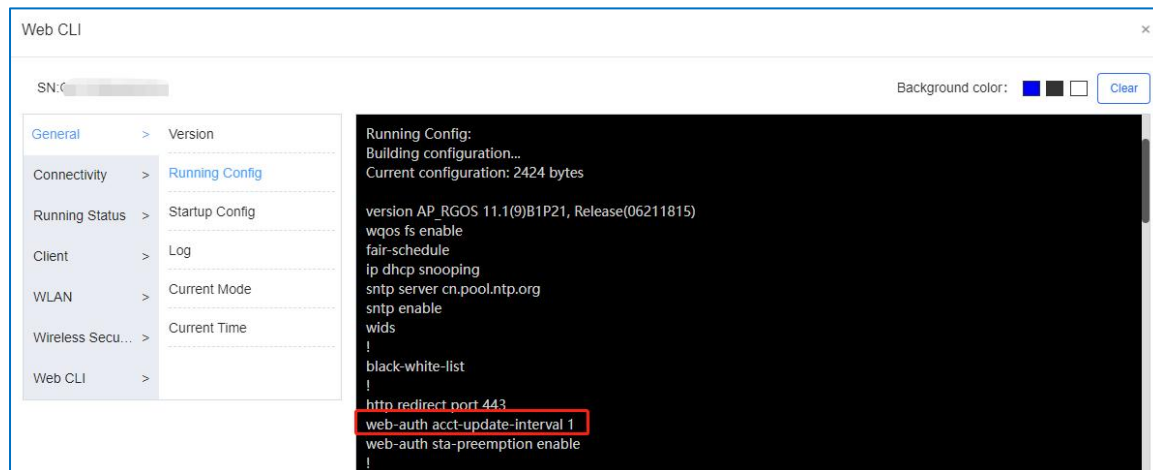 Web CLI
×
SN:
Background color:
Clear
General >
Connectivity >
Running Status >
Client >
WLAN >
Wireless Secu... >
Web CLI >
Version
Running Config
Startup Config
Log
Current Mode
Current Time
Running Config:
Building configuration...
Current configuration: 2424 bytes
version AP_RGOS 11.1(9)B1P21, Release(06211815)
wqos fs enable
fair-schedule
ip dhcp snooping
sntp server cn.pool.ntp.org
sntp enable
wids
!
black-white-list
!
http redirect port 443
web-auth acct-update-interval 1
web-auth sta-preemption enable
!